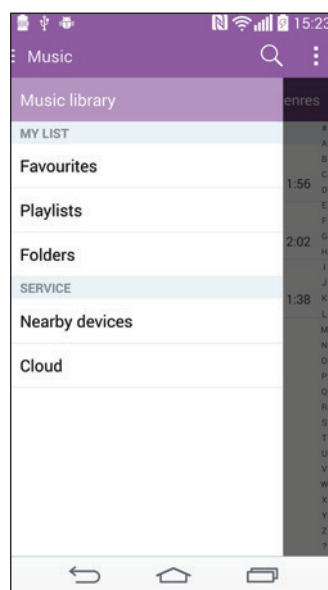 15:23
Music
Music library
enres
MY LIST
Favourites
1:56
Playlists
2:02
Folders
SERVICE
1:38
Nearby devices
Cloud
#
A
B
C
D
E
F
G
H
I
J
K
L
M
N
O
P
Q
R
S
T
U
V
W
X
Y
Z
?